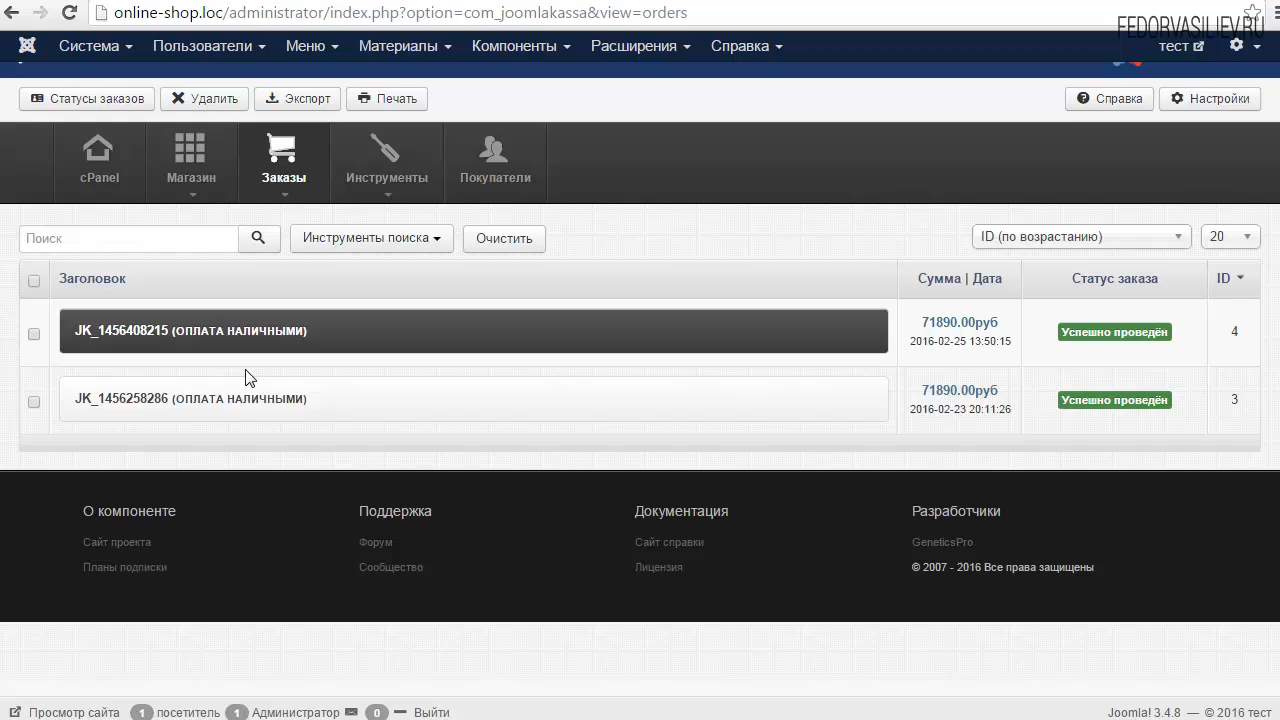 online-shop.loc/administrator/index.php?option=com_joomlakassa&view=orders
FEDORVASILIEV.RU
Система Пользователи Меню Материалы Компоненты Расширения Справка тест
Статусы заказов Удалить Экспорт Печать Справка Настройки
cPanel Магазин Заказы Инструменты Покупатели
Поиск Инструменты поиска Очистить ID (по возрастанию) 20
Заголовок Сумма | Дата Статус заказа ID
JK_1456408215 (ОПЛАТА НАЛИЧНЫМИ) 71890.00руб Успешно проведён 4
2016-02-25 13:50:15
JK_1456258286 (ОПЛАТА НАЛИЧНЫМИ) 71890.00руб Успешно проведён 3
2016-02-23 20:11:26
О компоненте Поддержка Документация Разработчики
Сайт проекта Форум Сайт справки GeneticsPro
Планы подписки Сообщество Лицензия © 2007 - 2016 Все права защищены
Просмотр сайта 1 посетитель 1 Администратор 0 Выйти Joomla! 3.4.8 — © 2016 тест